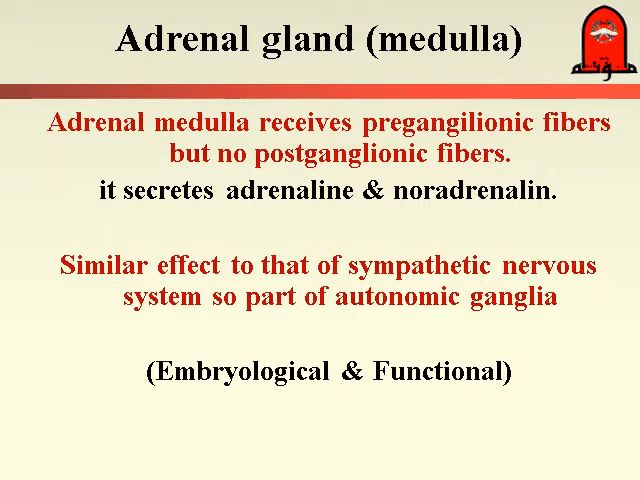 Adrenal gland (medulla)
مؤتة
Adrenal medulla receives pregangilionic fibers
but no postganglionic fibers.
it secretes adrenaline & noradrenalin.
Similar effect to that of sympathetic nervous
system so part of autonomic ganglia
(Embryological & Functional)